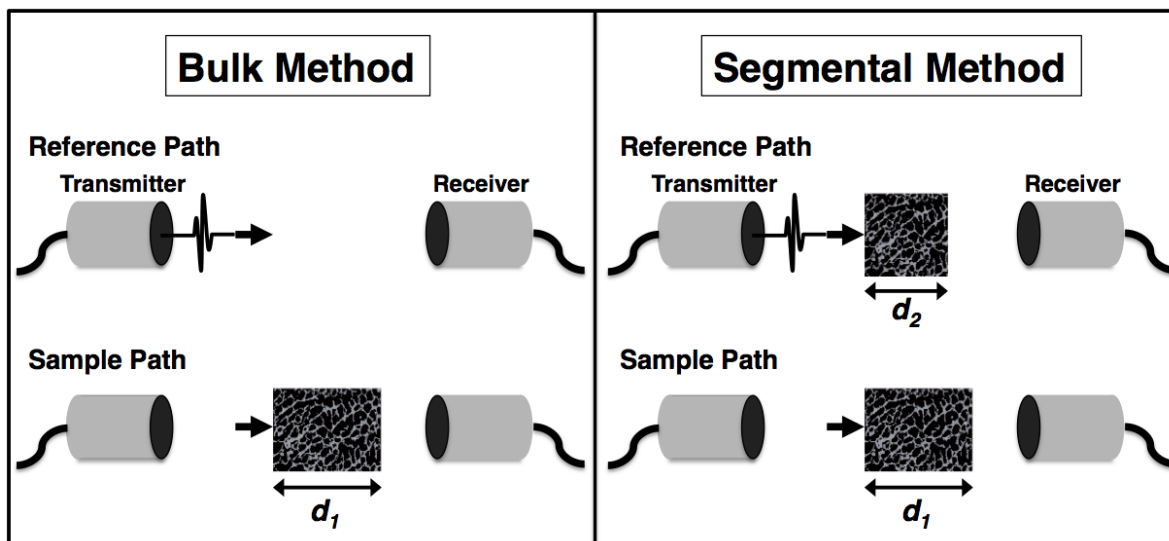 Bulk Method
Reference Path
Transmitter
Receiver
Sample Path
d1
Segmental Method
Reference Path
Transmitter
Receiver
d2
Sample Path
d1